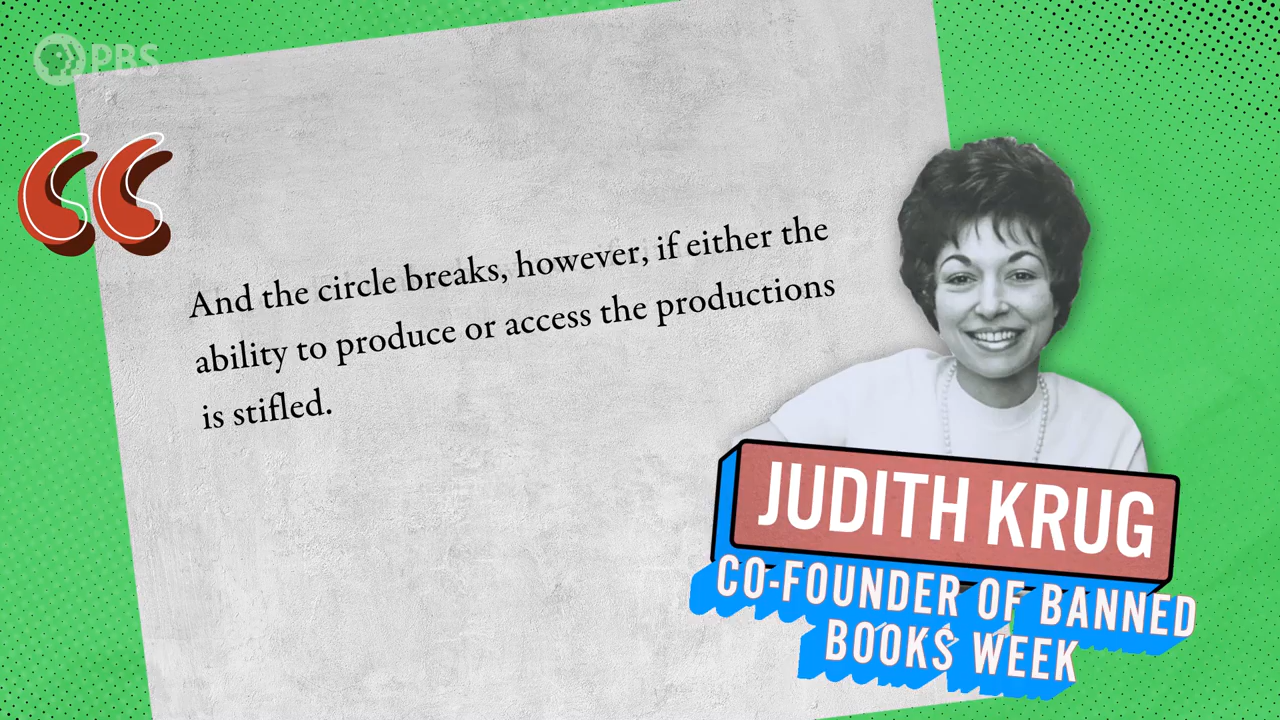 PBS
And the circle breaks, however, if either the
ability to produce or access the productions
is stifled.
JUDITH KRUG
CO-FOUNDER OF BANNED
BOOKS WEEK